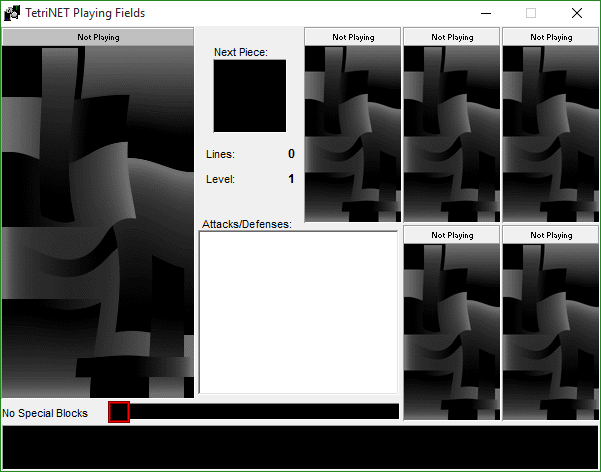 TetriNET Playing Fields
Not Playing
Next Piece:
Lines: 0
Level: 1
Attacks/Defenses:
Not Playing
Not Playing
Not Playing
Not Playing
Not Playing
No Special Blocks